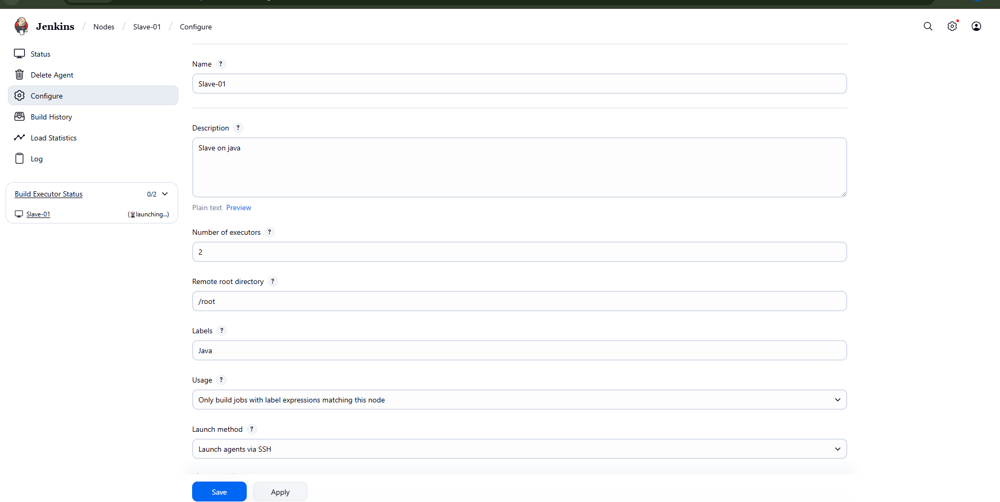 Jenkins / Nodes / Slave-01 / Configure
Status
Delete Agent
Configure
Build History
Load Statistics
Log
Build Executor Status 0/2
Slave-01 (launching...)
Name ?
Slave-01
Description ?
Slave on java
Plain text Preview
Number of executors ?
2
Remote root directory ?
/root
Labels ?
Java
Usage ?
Only build jobs with label expressions matching this node
Launch method ?
Launch agents via SSH
Save Apply